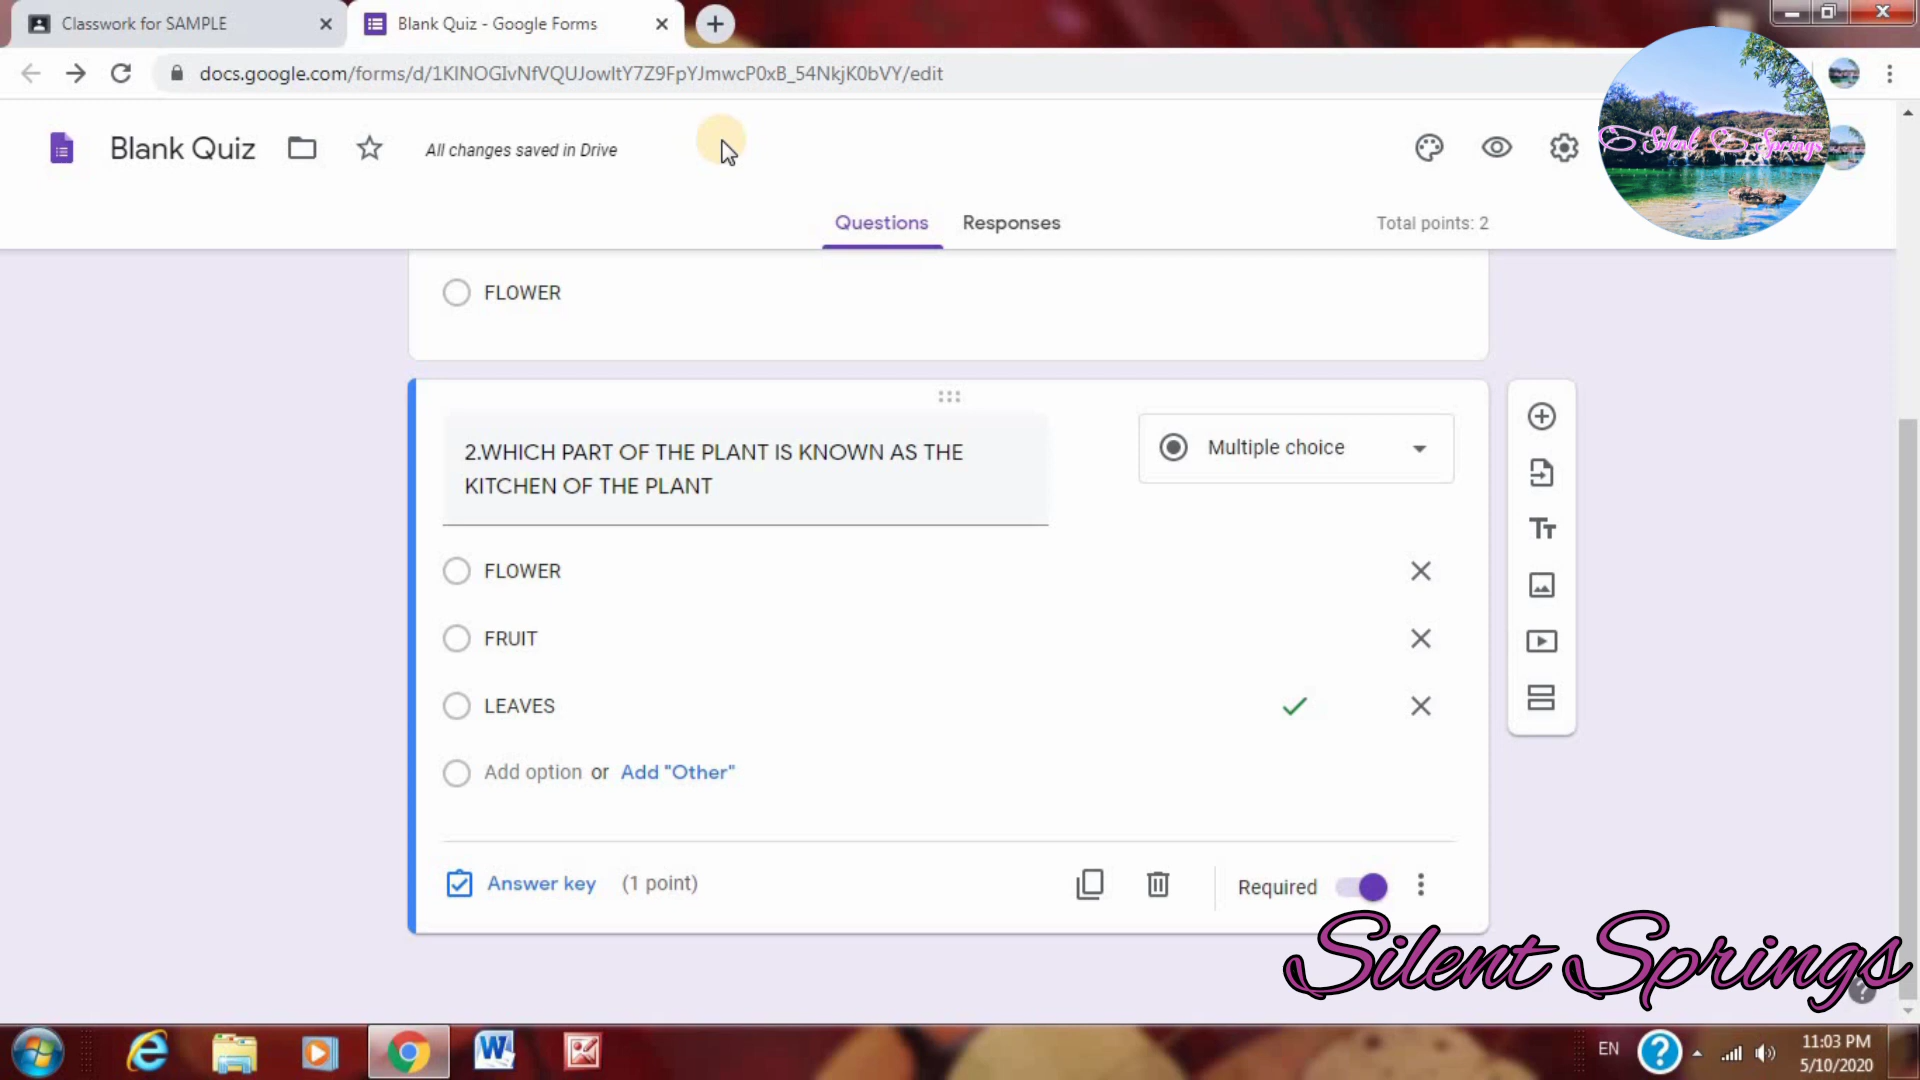 Classwork for SAMPLE
Blank Quiz - Google Forms
docs.google.com/forms/d/1KlNOGIvNfVQUJowltY7Z9FpYJmwcP0xB_54NkjK0bVY/edit
Blank Quiz
All changes saved in Drive
Silent Springs
Questions
Responses
Total points: 2
FLOWER
2.WHICH PART OF THE PLANT IS KNOWN AS THE
KITCHEN OF THE PLANT
Multiple choice
FLOWER
FRUIT
LEAVES
Add option or Add "Other"
Answer key (1 point)
Required
Silent Springs
EN
11:03 PM
5/10/2020